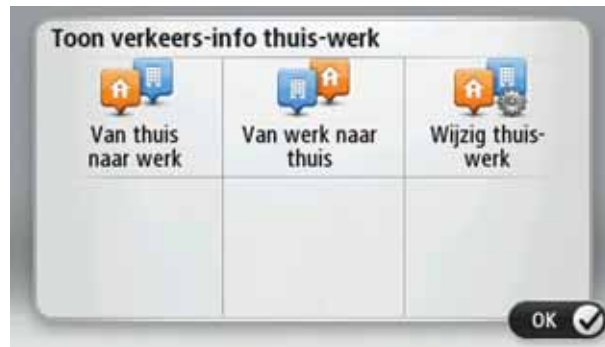 Toon verkeers-info thuis-werk
Van thuis
naar werk
Van werk naar
thuis
Wijzig thuis-
werk
OK